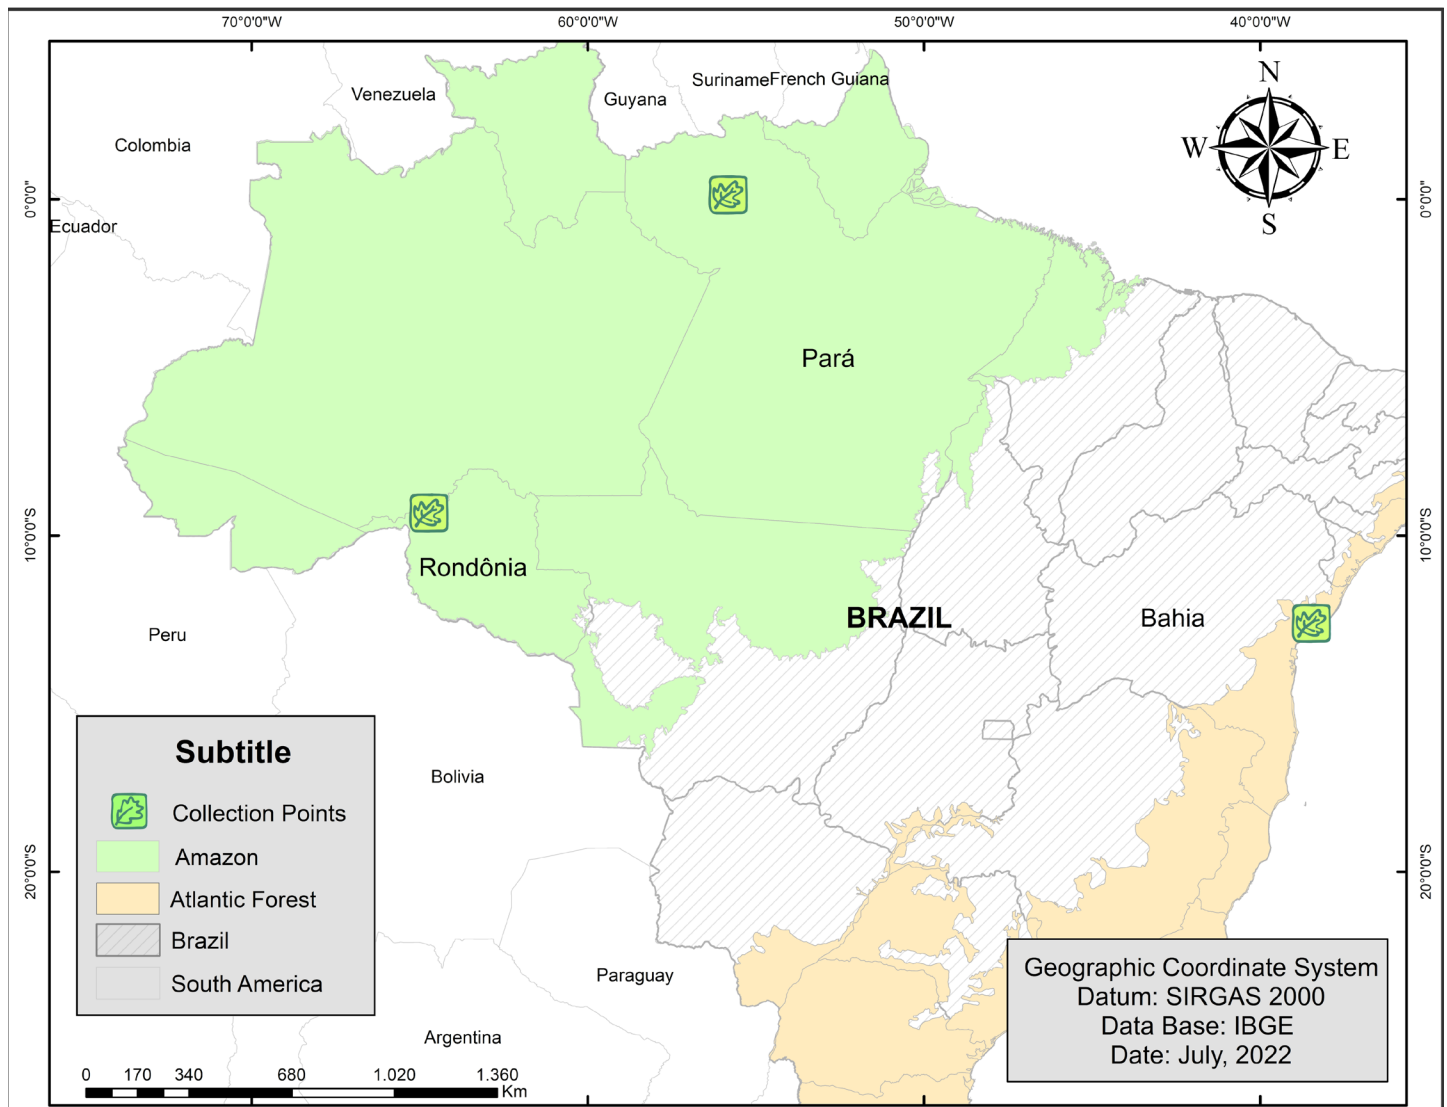 70°0'0"W
60°0'0"W
50°0'0"W
40°0'0"W
Venezuela
Guyana
Suriname
French Guiana
Colombia
N
W
E
S
0°0'0"
0°0'0"
Ecuador
Pará
10°0'0"S
10°0'0"S
Rondônia
BRAZIL
Bahia
Peru
Bolivia
Subtitle
Collection Points
Amazon
Atlantic Forest
Brazil
South America
20°0'0"S
20°0'0"S
Paraguay
Argentina
Geographic Coordinate System
Datum: SIRGAS 2000
Data Base: IBGE
Date: July, 2022
0 170 340 680 1.020 1.360
Km